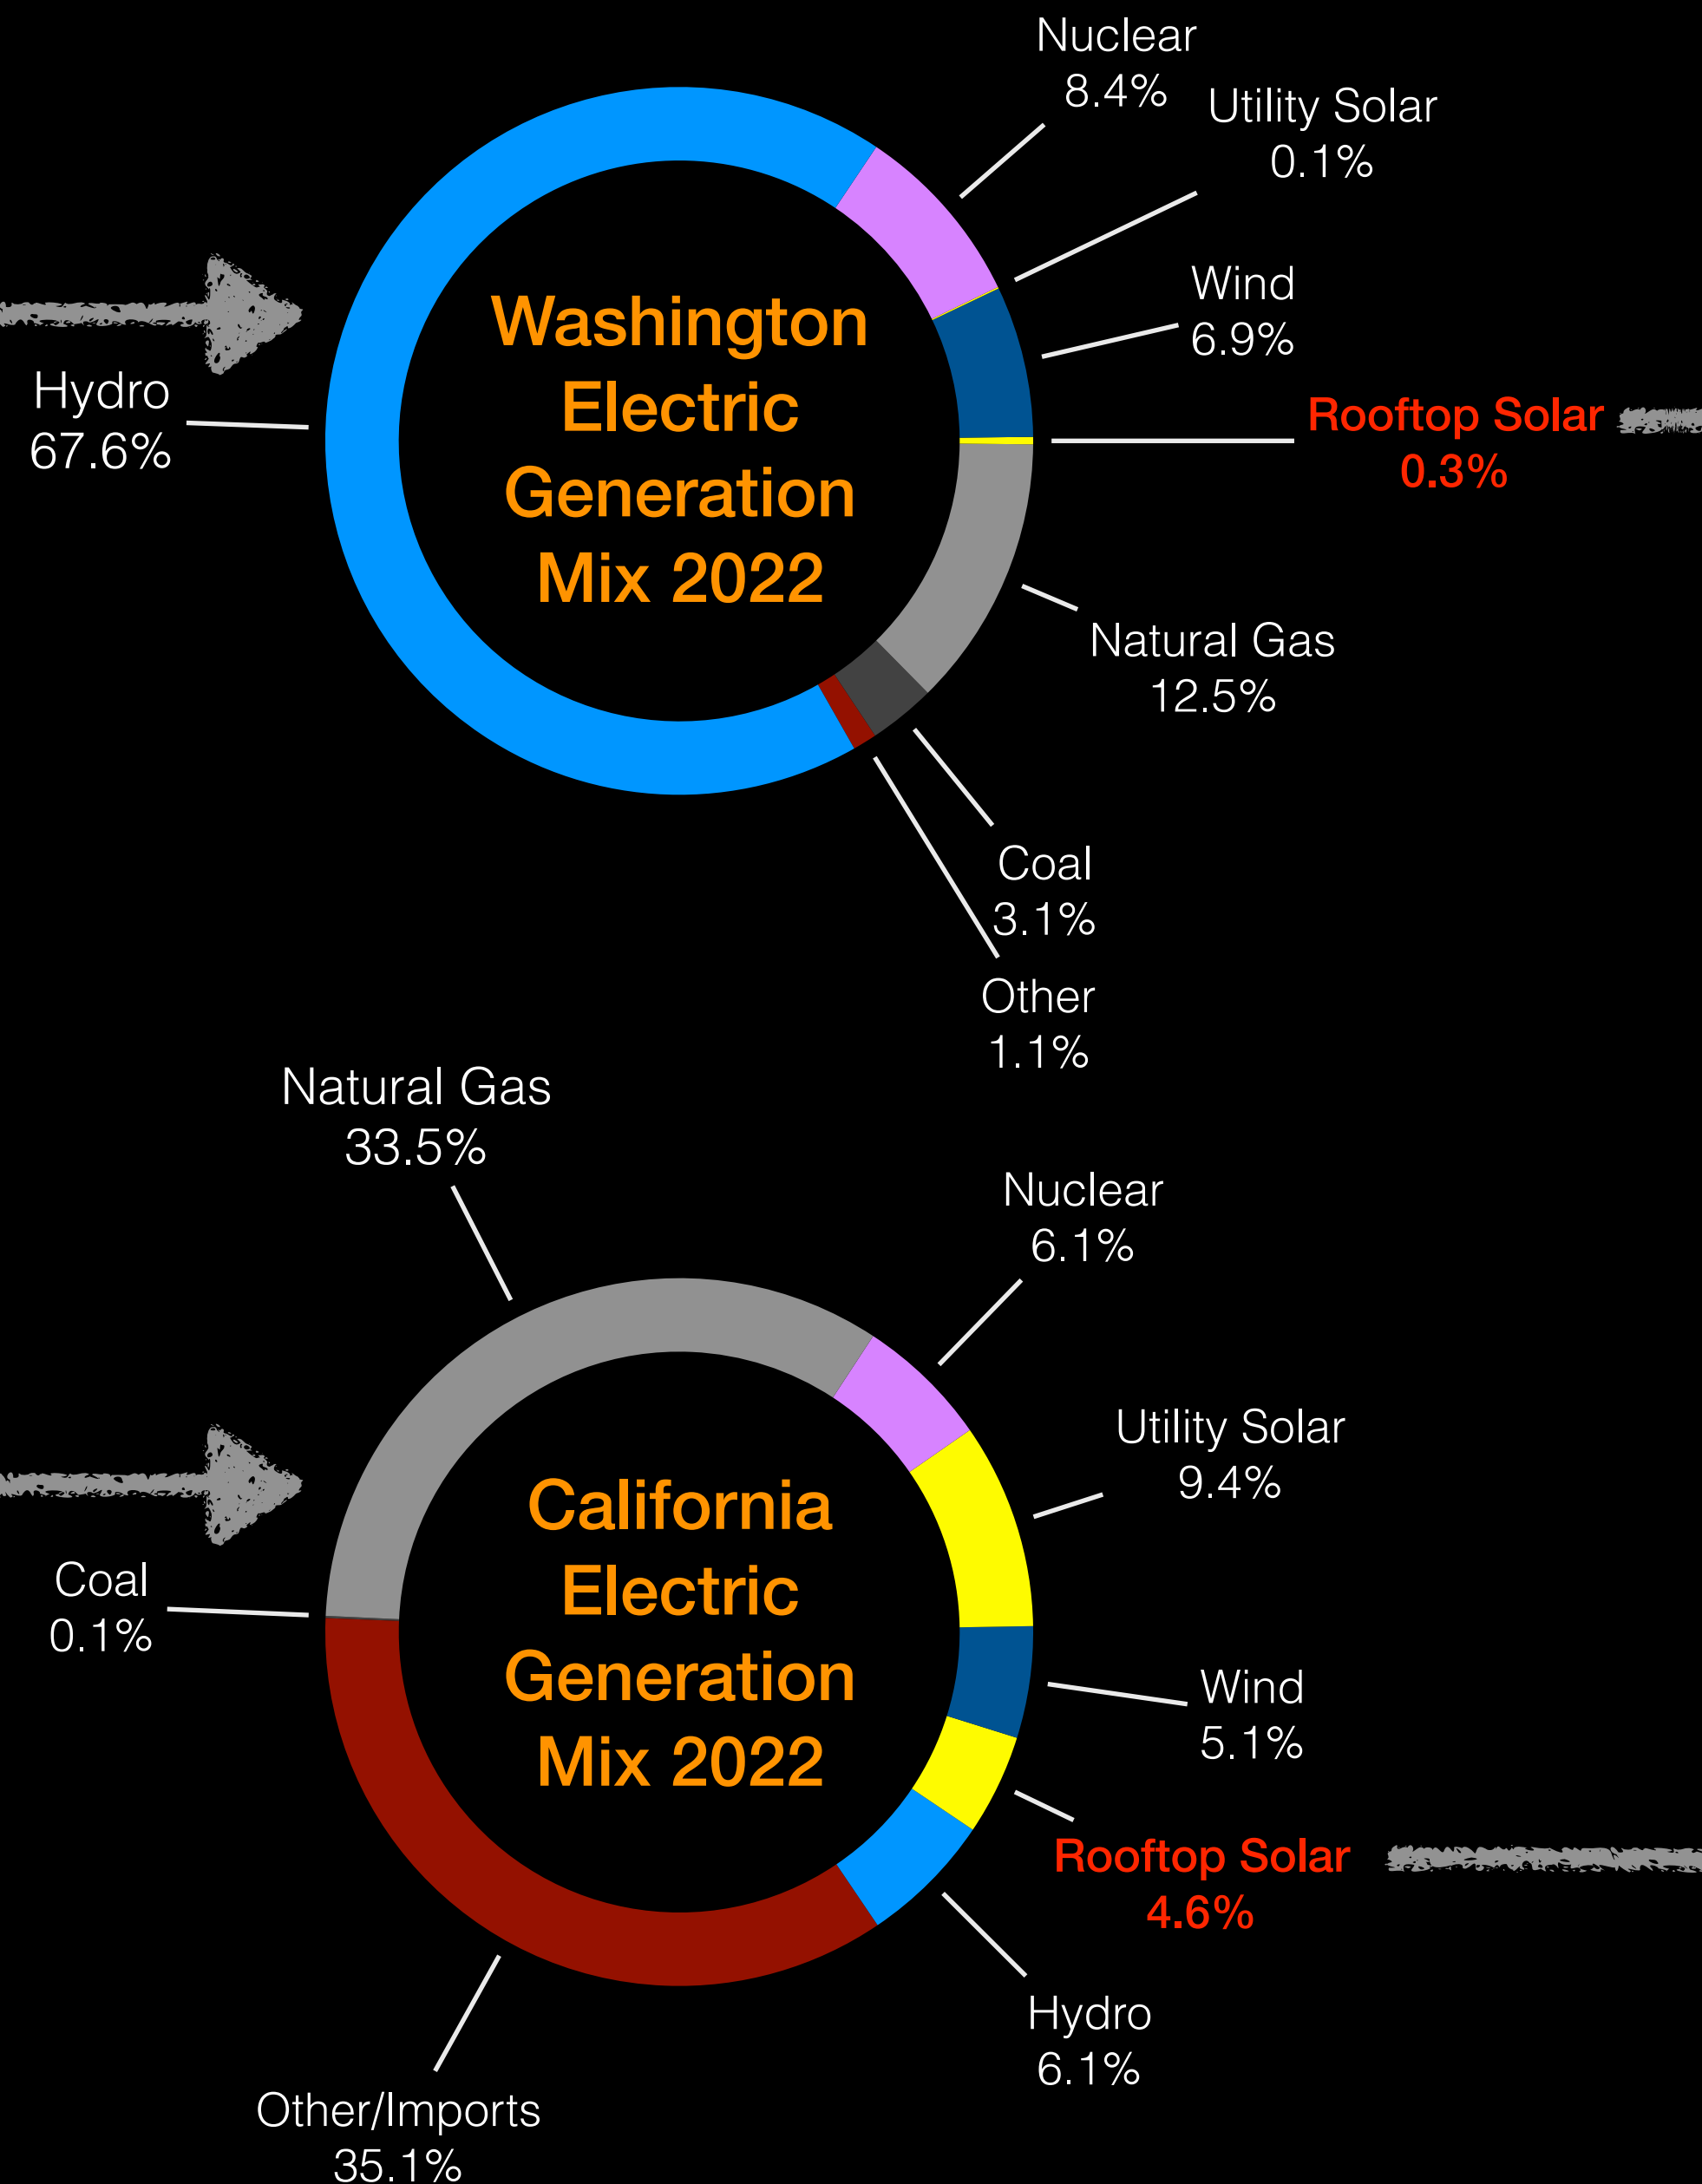 Nuclear
8.4%
Utility Solar
0.1%
Wind
6.9%
Hydro
67.6%
Washington
Electric
Generation
Mix 2022
Rooftop Solar
0.3%
Natural Gas
12.5%
Coal
3.1%
Other
1.1%
Natural Gas
33.5%
Nuclear
6.1%
Utility Solar
9.4%
Coal
0.1%
California
Electric
Generation
Mix 2022
Wind
5.1%
Rooftop Solar
4.6%
Hydro
6.1%
Other/Imports
35.1%